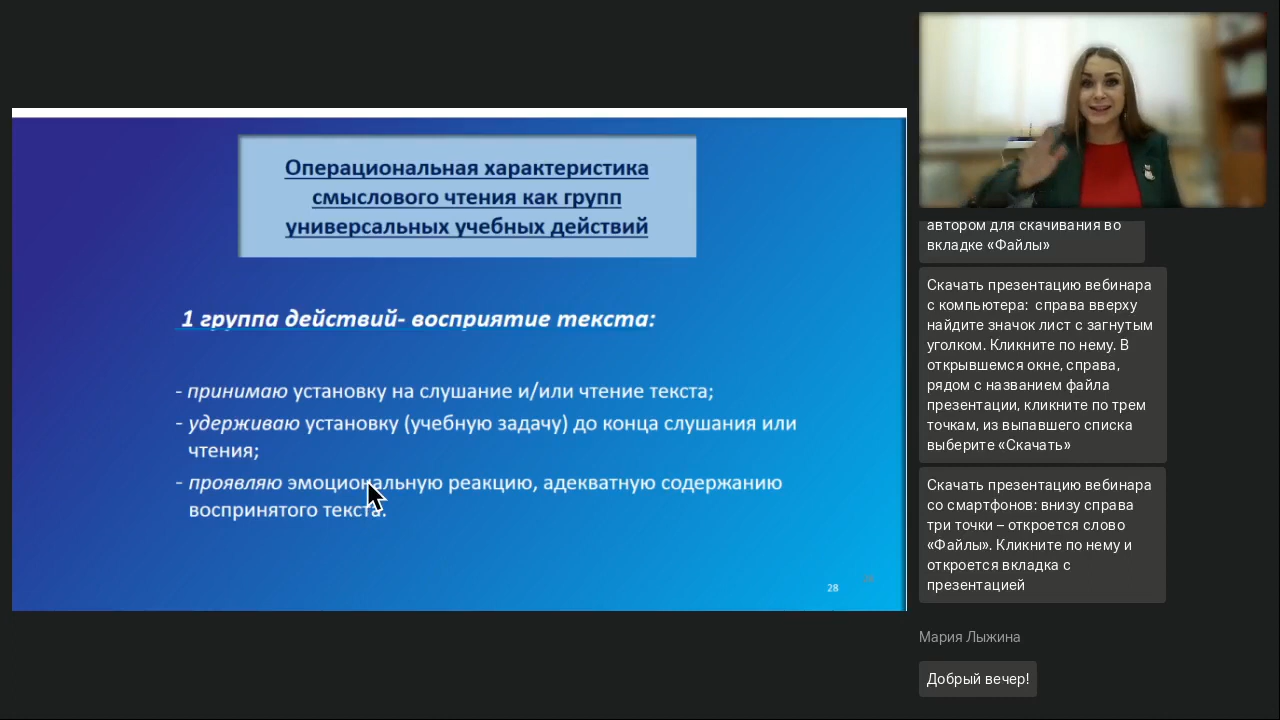 Операциональная характеристика
смыслового чтения как групп
универсальных учебных действий
1 группа действий- восприятие текста:
- принимаю установку на слушание и/или чтение текста;
- удерживаю установку (учебную задачу) до конца слушания или
чтения;
- проявляю эмоциональную реакцию, адекватную содержанию
воспринятого текста.
28
автором для скачивания во
вкладке «Файлы»
Скачать презентацию вебинара
с компьютера: справа вверху
найдите значок лист с загнутым
уголком. Кликните по нему. В
открывшемся окне, справа,
рядом с названием файла
презентации, кликните по трем
точкам, из выпавшего списка
выберите «Скачать»
Скачать презентацию вебинара
со смартфонов: внизу справа
три точки – откроется слово
«Файлы». Кликните по нему и
откроется вкладка с
презентацией
Мария Лыжина
Добрый вечер!